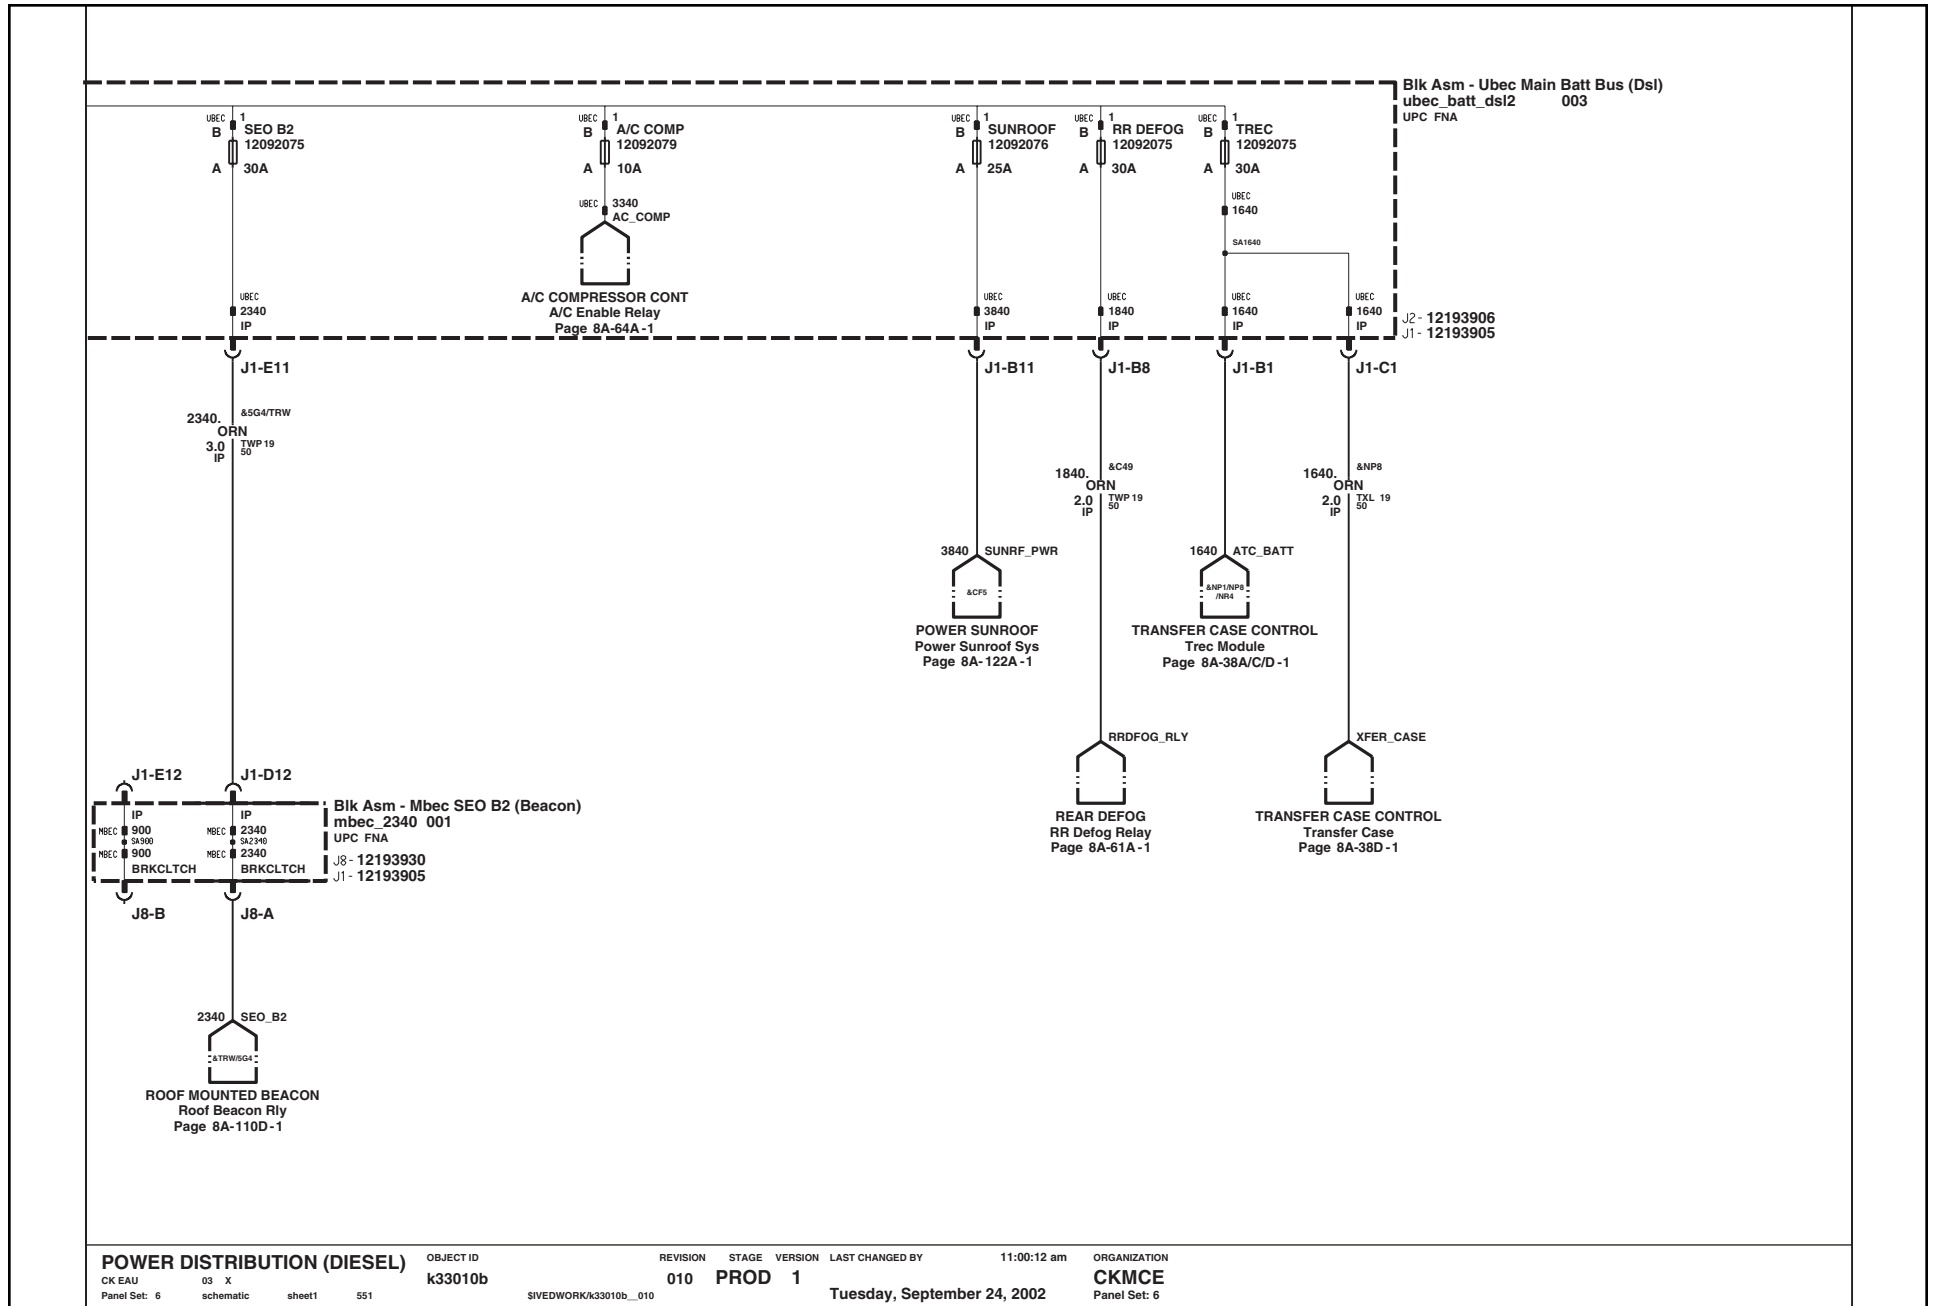 Blk Asm - Ubec Main Batt Bus (Dsl)
ubec_batt_dsl2 003
UPC FNA
UBEC 1
B SEO B2
12092075
A 30A
UBEC 1
B A/C COMP
12092079
A 10A
UBEC 1
B SUNROOF
12092076
A 25A
UBEC 1
B RR DEFOG
12092075
A 30A
UBEC 1
B TREC
12092075
A 30A
UBEC 3340
AC_COMP
UBEC
1640
SA1640
A/C COMPRESSOR CONT
A/C Enable Relay
Page 8A-64A-1
UBEC
2340
IP
UBEC
3840
IP
UBEC
1840
IP
UBEC
1640
IP
UBEC
1640
IP
J2- 12193906
J1- 12193905
J1-E11
J1-B11
J1-B8
J1-B1
J1-C1
2340. &5G4/TRW
ORN
3.0 TWP 19
IP 50
1840. &C49
ORN
2.0 TWP 19
IP 50
1640. &NP8
ORN
2.0 TXL 19
IP 50
3840 SUNRF_PWR
&CF5
POWER SUNROOF
Power Sunroof Sys
Page 8A-122A-1
1640 ATC_BATT
&NP1/NP8
/NR4
TRANSFER CASE CONTROL
Trec Module
Page 8A-38A/C/D-1
RRDFOG_RLY
REAR DEFOG
RR Defog Relay
Page 8A-61A-1
XFER_CASE
TRANSFER CASE CONTROL
Transfer Case
Page 8A-38D-1
J1-E12
J1-D12
Blk Asm - Mbec SEO B2 (Beacon)
mbec_2340 001
UPC FNA
J8- 12193930
J1- 12193905
IP
MBEC 900
SA900
MBEC 900
BRKCLTCH
IP
MBEC 2340
SA2340
MBEC 2340
BRKCLTCH
J8-B
J8-A
2340 SEO_B2
&TRW/5G4
ROOF MOUNTED BEACON
Roof Beacon Rly
Page 8A-110D-1
POWER DISTRIBUTION (DIESEL)
CK EAU 03 X
Panel Set: 6 schematic sheet1 551
OBJECT ID
k33010b
$IVEDWORK/k33010b__010
REVISION
010
STAGE
PROD
VERSION
1
LAST CHANGED BY
11:00:12 am
Tuesday, September 24, 2002
ORGANIZATION
CKMCE
Panel Set: 6